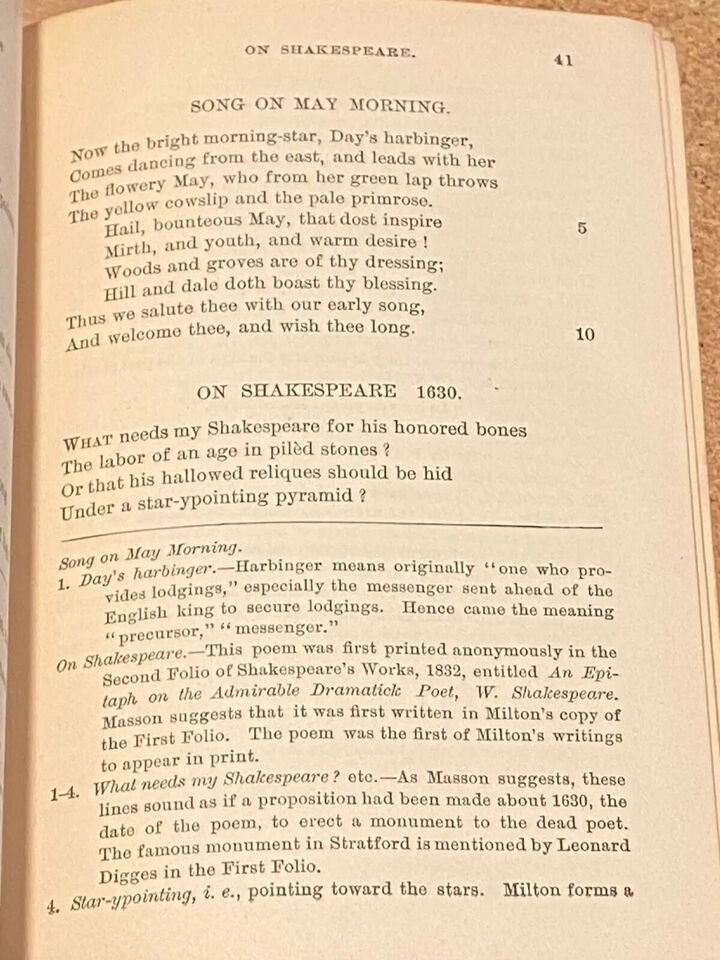 ON SHAKESPEARE. 41
SONG ON MAY MORNING.
Now the bright morning-star, Day's harbinger,
Comes dancing from the east, and leads with her
The flowery May, who from her green lap throws
The yellow cowslip and the pale primrose.
Hail, bounteous May, that dost inspire 5
Mirth, and youth, and warm desire !
Woods and groves are of thy dressing;
Hill and dale doth boast thy blessing.
Thus we salute thee with our early song,
And welcome thee, and wish thee long. 10
ON SHAKESPEARE 1630.
WHAT needs my Shakespeare for his honored bones
The labor of an age in pilèd stones ?
Or that his hallowed reliques should be hid
Under a star-ypointing pyramid ?
Song on May Morning.
1. Day's harbinger.—Harbinger means originally "one who pro-
vides lodgings," especially the messenger sent ahead of the
English king to secure lodgings. Hence came the meaning
"precursor," "messenger."
On Shakespeare.—This poem was first printed anonymously in the
Second Folio of Shakespeare's Works, 1832, entitled An Epi-
taph on the Admirable Dramatick Poet, W. Shakespeare.
Masson suggests that it was first written in Milton's copy of
the First Folio. The poem was the first of Milton's writings
to appear in print.
1-4. What needs my Shakespeare ? etc.—As Masson suggests, these
lines sound as if a proposition had been made about 1630, the
date of the poem, to erect a monument to the dead poet.
The famous monument in Stratford is mentioned by Leonard
Digges in the First Folio.
4. Star-ypointing, i. e., pointing toward the stars. Milton forms a